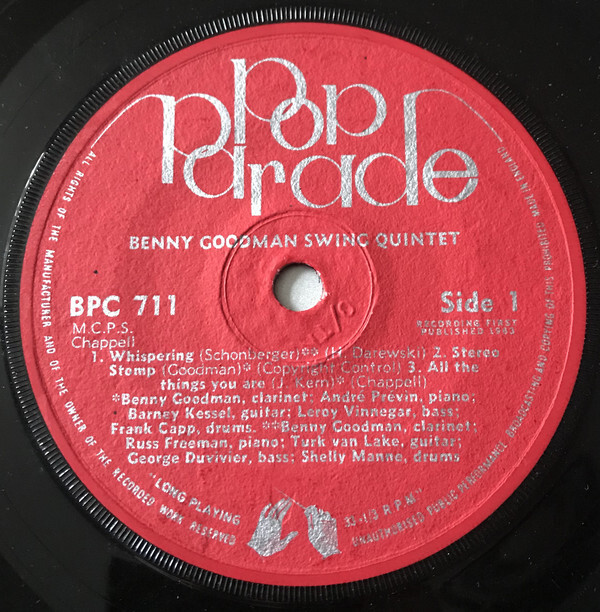 Pop
Parade
BENNY GOODMAN SWING QUINTET
BPC 711
M.C.P.S.
Chappell
Side 1
RECORDING FIRST
PUBLISHED 1963
1. Whispering (Schonberger)** (H. Darewski) 2. Stereo
Stomp (Goodman)* (Copyright Control) 3. All the
things you are (J. Kern)* (Chappell)
*Benny Goodman, clarinet; André Previn, piano;
Barney Kessel, guitar; Leroy Vinnegar, bass;
Frank Capp, drums. **Benny Goodman, clarinet;
Russ Freeman, piano; Turk van Lake, guitar;
George Duvivier, bass; Shelly Manne, drums
"LONG PLAYING
33-1/3 R.P.M"
ALL RIGHTS OF THE MANUFACTURER AND OF THE OWNER OF THE RECORDED WORK RESERVED
UNAUTHORISED PUBLIC PERFORMANCE BROADCASTING AND COPYING OF THIS PROHIBITED MADE IN ENGLAND